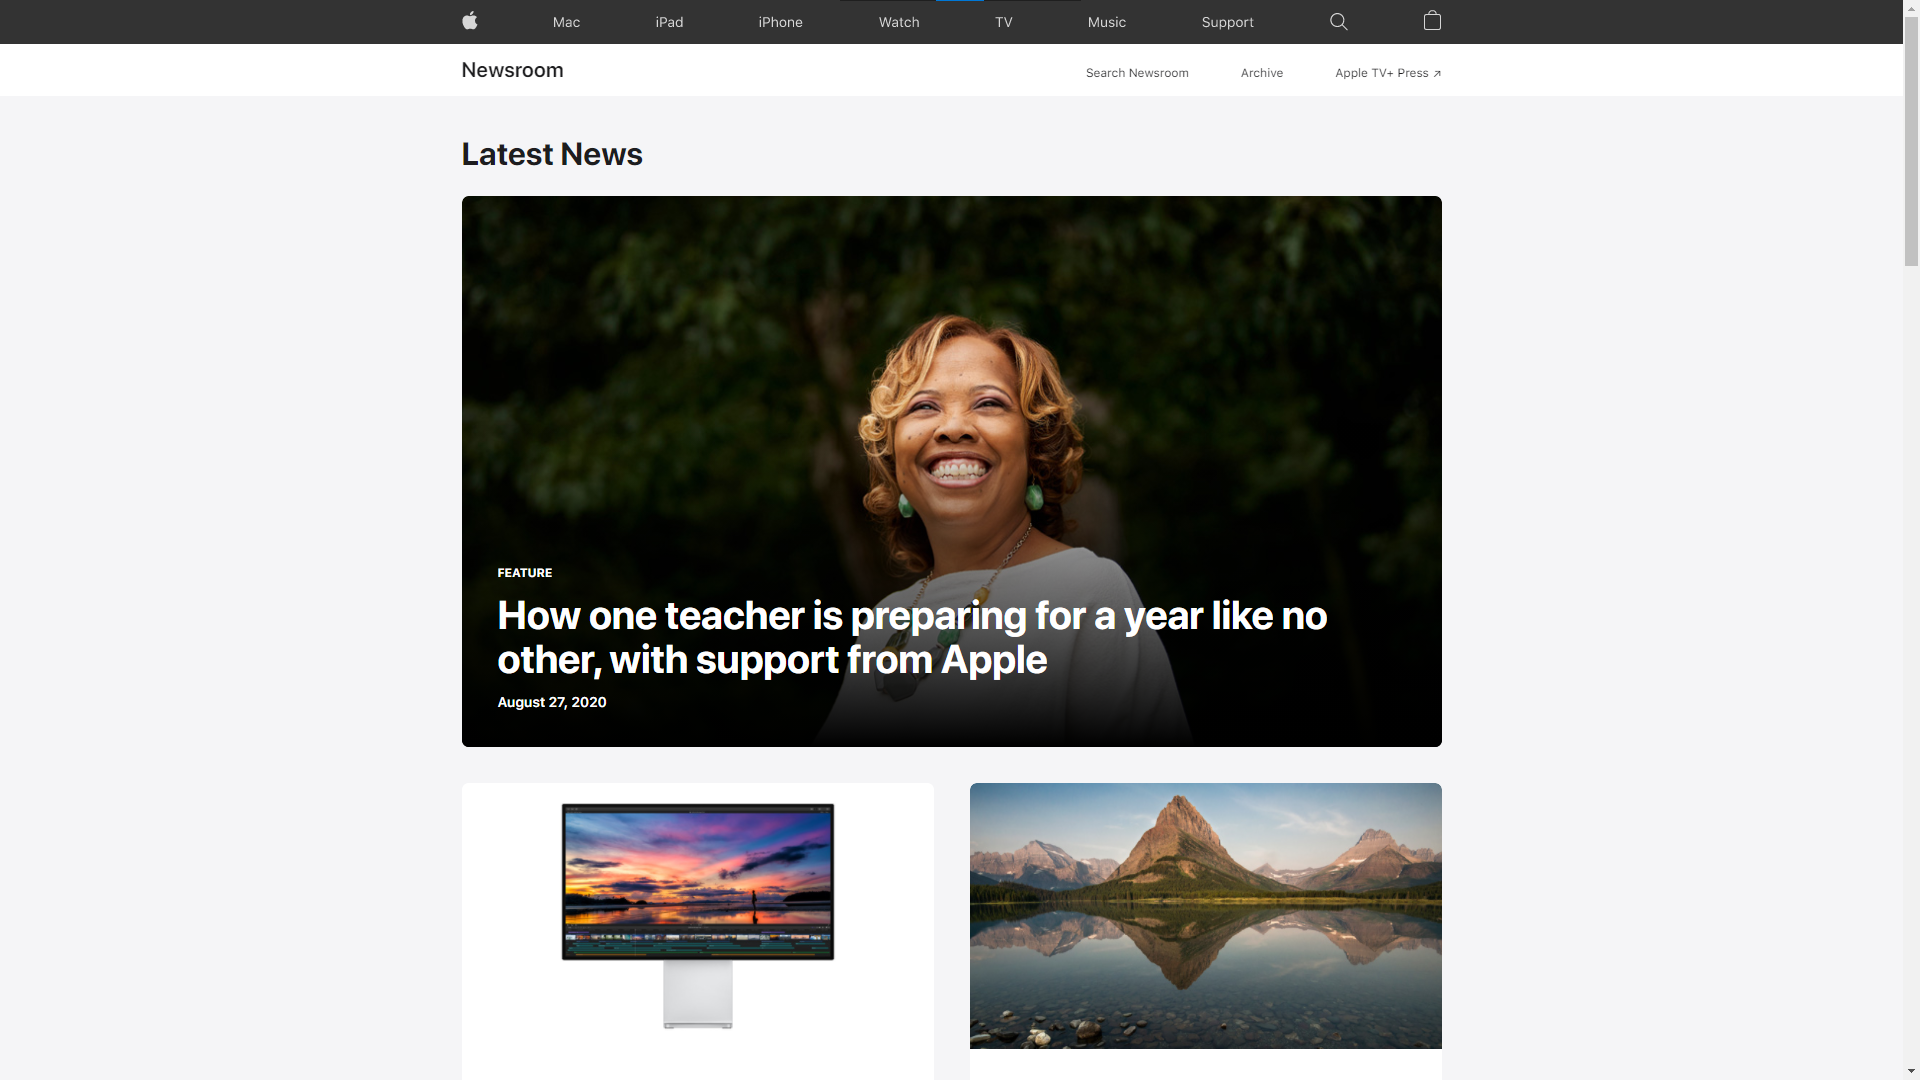 Mac
iPad
iPhone
Watch
TV
Music
Support
Newsroom
Search Newsroom
Archive
Apple TV+ Press ↗
Latest News
FEATURE
How one teacher is preparing for a year like no
other, with support from Apple
August 27, 2020